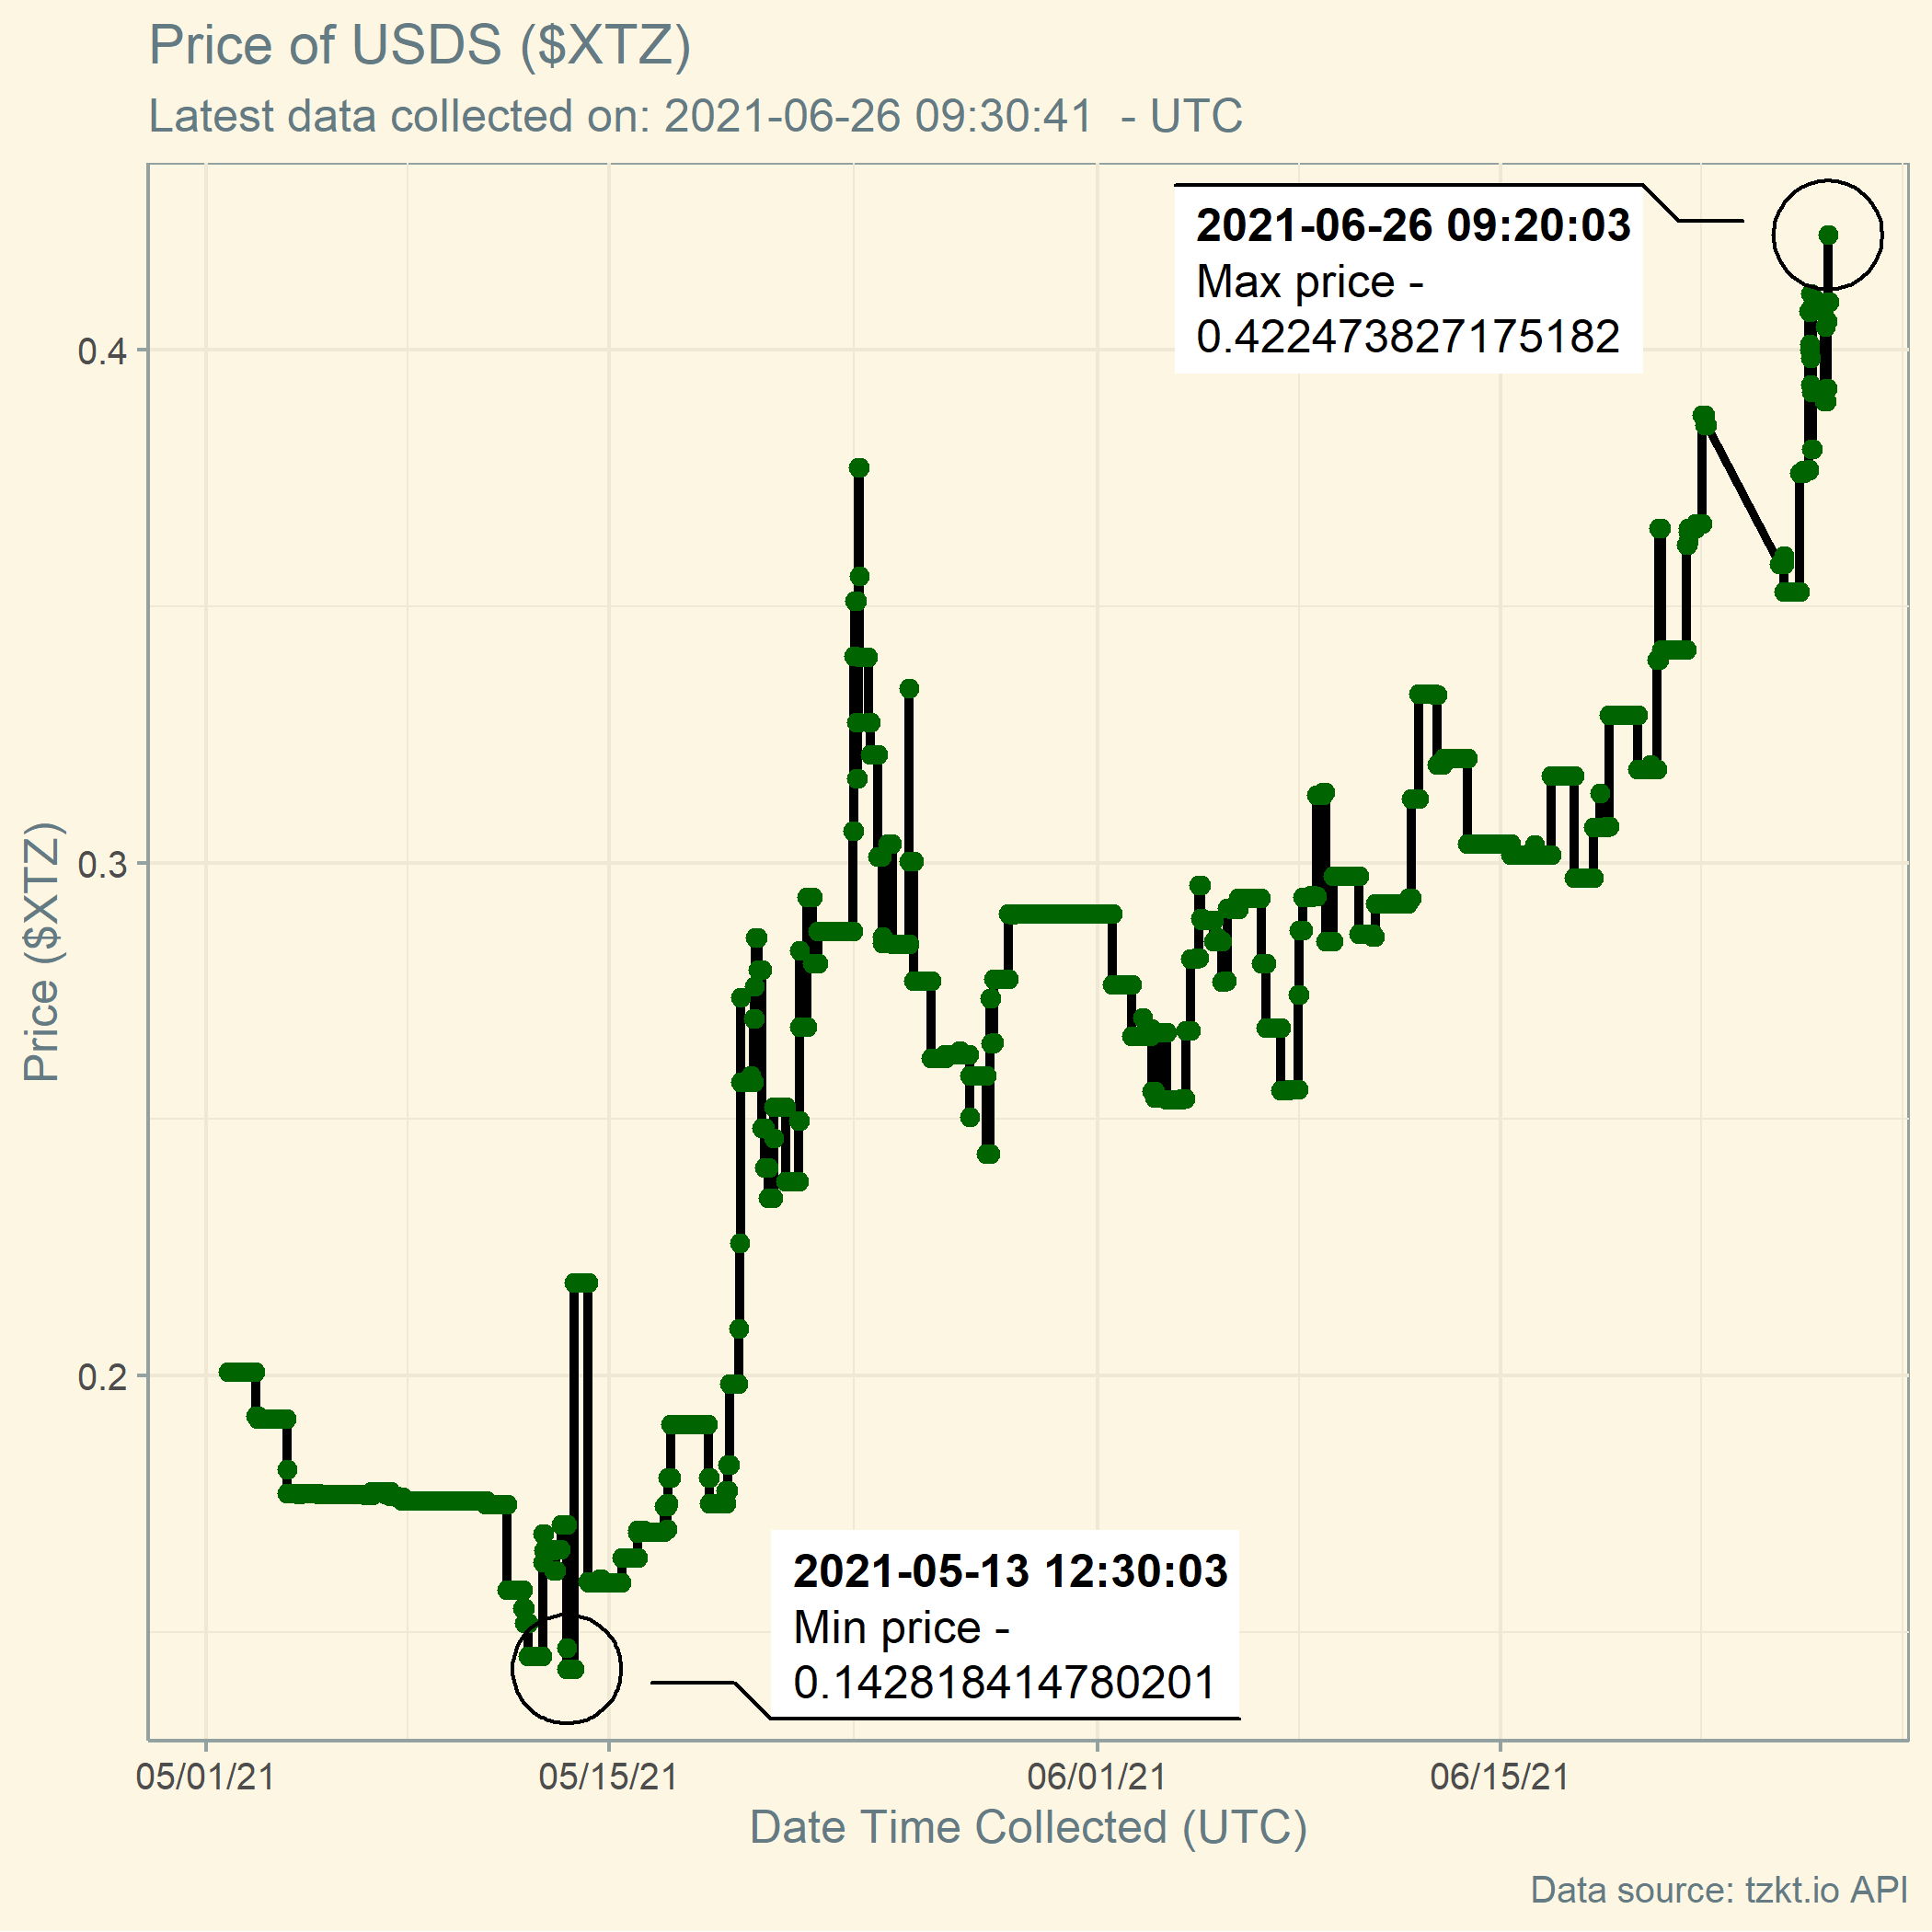 Price of USDS ($XTZ)
Latest data collected on: 2021-06-26 09:30:41  - UTC
2021-06-26 09:20:03
Max price -
0.422473827175182
0.4
0.3
0.2
Price ($XTZ)
2021-05-13 12:30:03
Min price -
0.142818414780201
05/01/21
05/15/21
06/01/21
06/15/21
Date Time Collected (UTC)
Data source: tzkt.io API